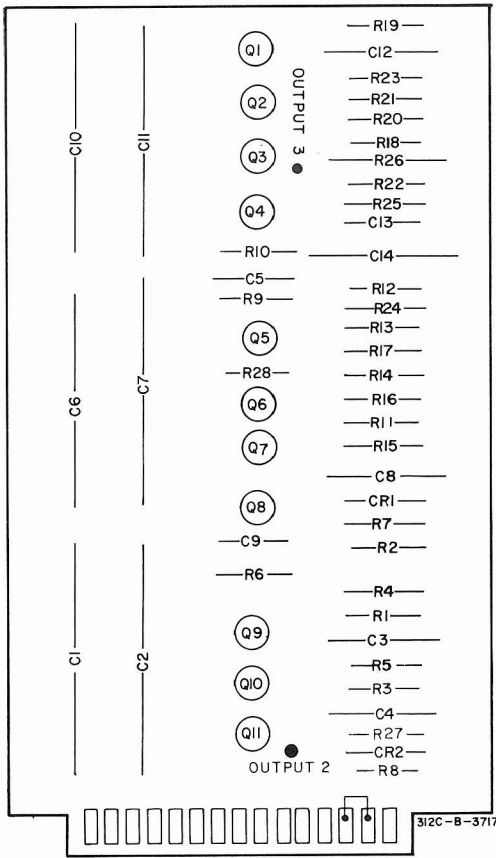 C10
C11
C6
C7
C1
C2
Q1
Q2
Q3
Q4
OUTPUT 3
R10
C5
R9
Q5
R28
Q6
Q7
Q8
C9
R6
Q9
Q10
Q11
OUTPUT 2
R19
C12
R23
R21
R20
R18
R26
R22
R25
C13
C14
R12
R24
R13
R17
R14
R16
R11
R15
C8
CR1
R7
R2
R4
R1
C3
R5
R3
C4
R27
CR2
R8
312C-B-3717